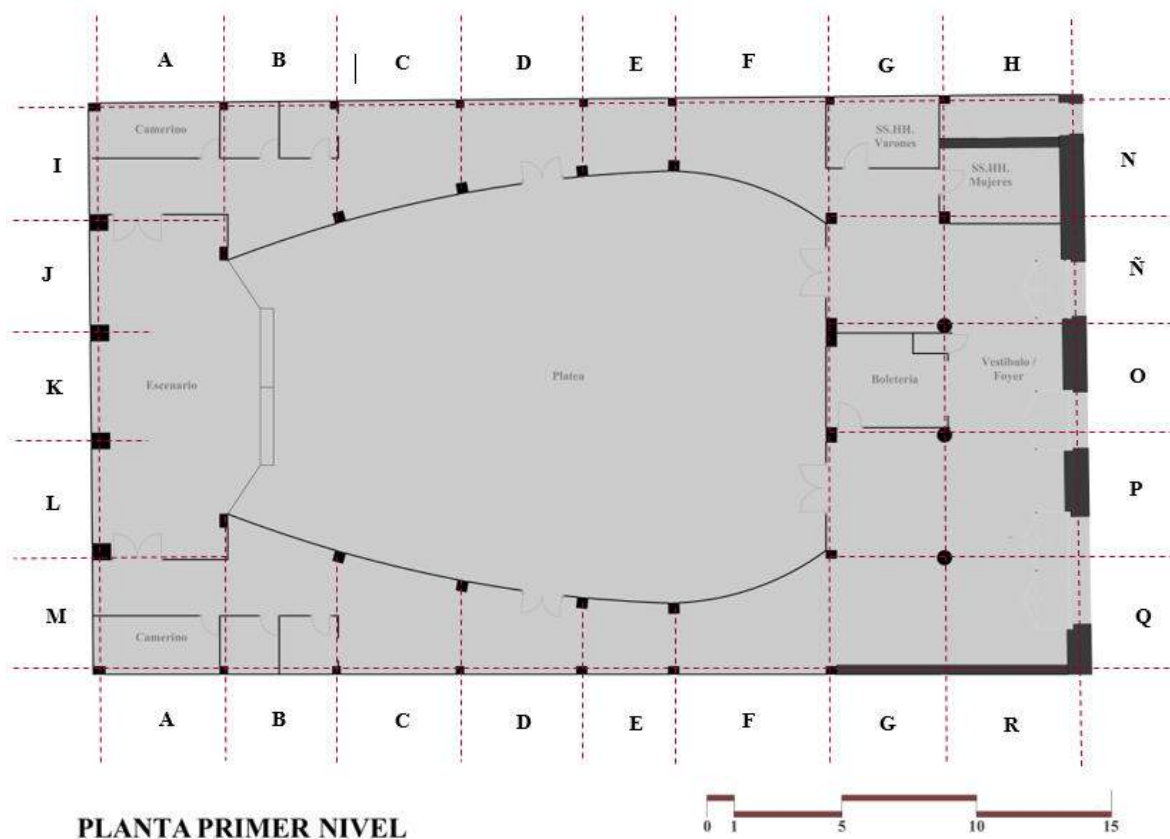 A B C D E F G H
Camerino
SS.HH.
Varones
I
N
SS.HH.
Mujeres
J
Ñ
Vestíbulo /
Foyer
K
Escenario
Platea
Boletería
O
L
P
M
Camerino
Q
A B C D E F G R
PLANTA PRIMER NIVEL
0 1 5 10 15